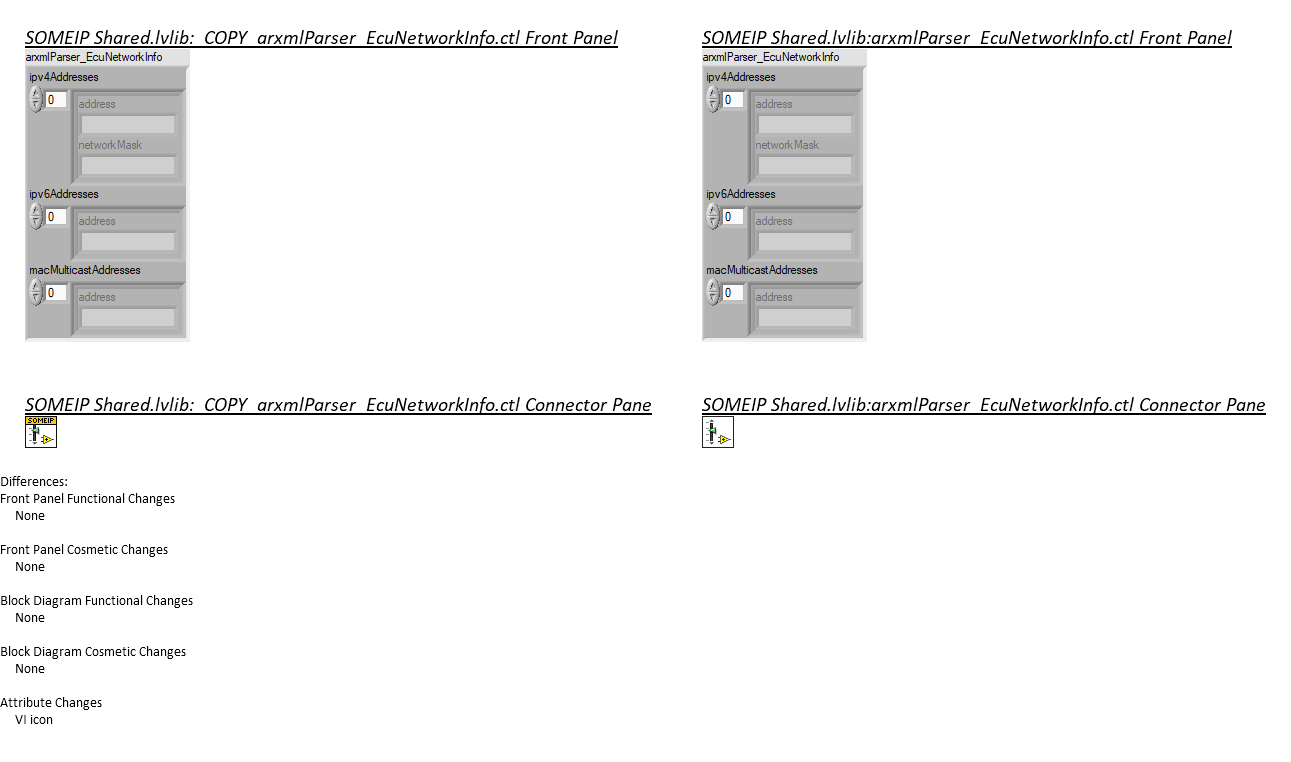 SOMEIP Shared.lvlib:_COPY_arxmlParser_EcuNetworkInfo.ctl Front Panel
arxmlParser_EcuNetworkInfo
ipv4Addresses
0
address
networkMask
ipv6Addresses
0
address
macMulticastAddresses
0
address
SOMEIP Shared.lvlib:arxmlParser_EcuNetworkInfo.ctl Front Panel
arxmlParser_EcuNetworkInfo
ipv4Addresses
0
address
networkMask
ipv6Addresses
0
address
macMulticastAddresses
0
address
SOMEIP Shared.lvlib:_COPY_arxmlParser_EcuNetworkInfo.ctl Connector Pane
SOMEIP
SOMEIP Shared.lvlib:arxmlParser_EcuNetworkInfo.ctl Connector Pane
Differences:
Front Panel Functional Changes
None
Front Panel Cosmetic Changes
None
Block Diagram Functional Changes
None
Block Diagram Cosmetic Changes
None
Attribute Changes
VI icon